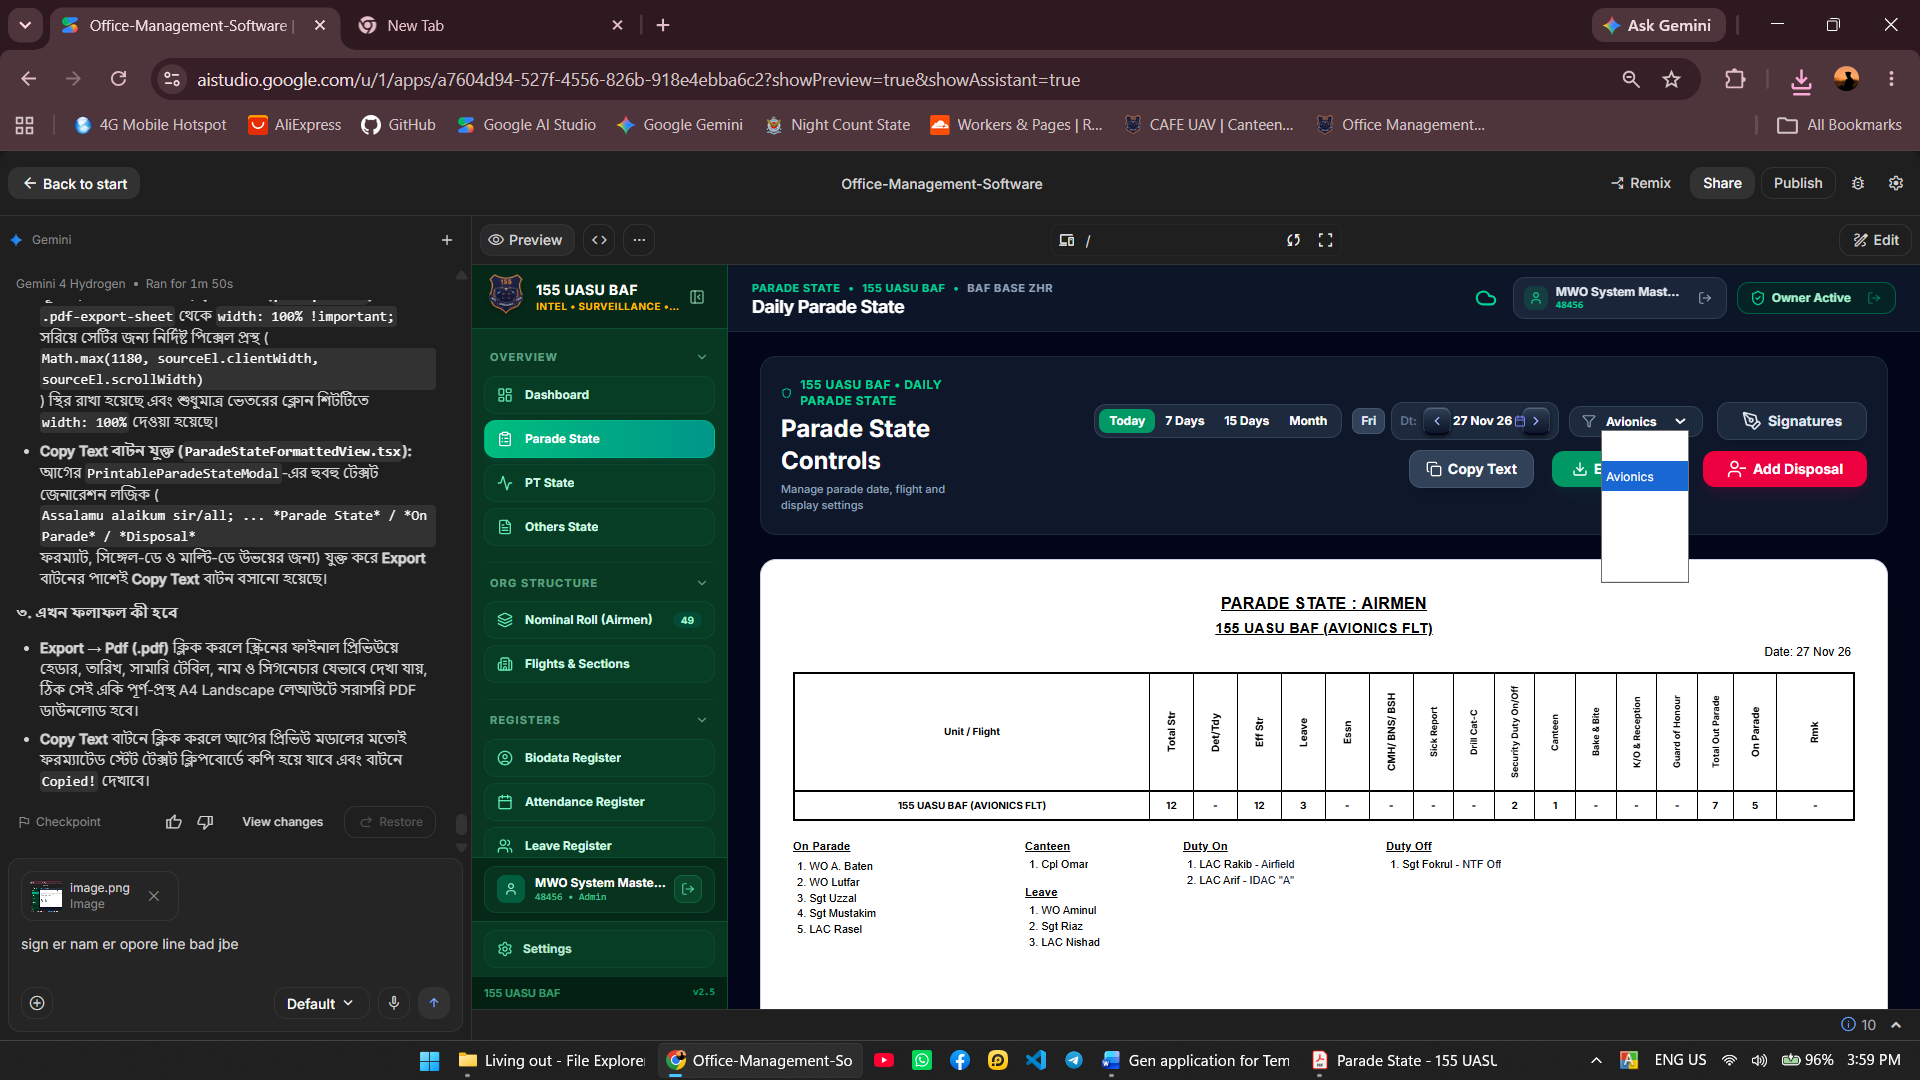 Office-Management-Software |
New Tab
Ask Gemini
aistudio.google.com/u/1/apps/a7604d94-527f-4556-826b-918e4ebba6c2?showPreview=true&showAssistant=true
4G Mobile Hotspot
AliExpress
GitHub
Google AI Studio
Google Gemini
Night Count State
Workers & Pages | R...
CAFE UAV | Canteen...
Office Management...
All Bookmarks
Back to start
Office-Management-Software
Remix
Share
Publish
Gemini
Preview
/
Edit
Gemini 4 Hydrogen • Ran for 1m 50s
.pdf-export-sheet থেকে width: 100% !important;
সরিয়ে সেটির জন্য নির্দিষ্ট পিক্সেল প্রস্থ (
Math.max(1180, sourceEl.clientWidth,
sourceEl.scrollWidth)
) স্থির রাখা হয়েছে এবং শুধুমাত্র ভেতরের ক্লোন শিটটিতে
width: 100% দেওয়া হয়েছে।
• Copy Text বাটন যুক্ত (ParadeStateFormattedView.tsx):
আগের PrintableParadeStateModal-এর হুবহু টেক্সট
জেনারেশন লজিক (
Assalamu alaikum sir/all; ... *Parade State* / *On
Parade* / *Disposal*
ফরম্যাট, সিঙ্গেল-ডে ও মাল্টি-ডে উভয়ের জন্য) যুক্ত করে Export
বাটনের পাশেই Copy Text বাটন বসানো হয়েছে।
৩. এখন ফলাফল কী হবে
• Export → Pdf (.pdf) ক্লিক করলে স্ক্রিনের ফাইনাল প্রিভিউয়ে
হেডার, তারিখ, সামারি টেবিল, নাম ও সিগনেচার যেভাবে দেখা যায়,
ঠিক সেই একি পূর্ণ-প্রস্থ A4 Landscape লেআউটে সরাসরি PDF
ডাউনলোড হবে।
• Copy Text বাটনে ক্লিক করলে আগের প্রিভিউ মডালের মতোই
ফরম্যাটেড স্টেট টেক্সট ক্লিপবোর্ডে কপি হয়ে যাবে এবং বাটনে
Copied! দেখাবে।
Checkpoint
View changes
Restore
image.png
Image
sign er nam er opore line bad jbe
Default
155 UASU BAF
INTEL • SURVEILLANCE •...
OVERVIEW
Dashboard
Parade State
PT State
Others State
ORG STRUCTURE
Nominal Roll (Airmen) 49
Flights & Sections
REGISTERS
Biodata Register
Attendance Register
Leave Register
MWO System Maste...
48456 • Admin
Settings
155 UASU BAF v2.5
PARADE STATE • 155 UASU BAF • BAF BASE ZHR
Daily Parade State
MWO System Mast...
48456
Owner Active
155 UASU BAF • DAILY
PARADE STATE
Parade State
Controls
Manage parade date, flight and
display settings
Today 7 Days 15 Days Month
Fri
Dt: 27 Nov 26
Avionics
Signatures
Copy Text
E
Add Disposal
Avionics
PARADE STATE : AIRMEN
155 UASU BAF (AVIONICS FLT)
Date: 27 Nov 26
Unit / Flight Total Str Det/Tdy Eff Str Leave Essn CMH/ BNS/ BSH Sick Report Drill Cat-C Security Duty On/Off Canteen Bake & Bite K/O & Reception Guard of Honour Total Out Parade On Parade Rmk
155 UASU BAF (AVIONICS FLT) 12 - 12 3 - - - - 2 1 - - - 7 5 -
On Parade
1. WO A. Baten
2. WO Lutfar
3. Sgt Uzzal
4. Sgt Mustakim
5. LAC Rasel
Canteen
1. Cpl Omar
Leave
1. WO Aminul
2. Sgt Riaz
3. LAC Nishad
Duty On
1. LAC Rakib - Airfield
2. LAC Arif - IDAC "A"
Duty Off
1. Sgt Fokrul - NTF Off
10
Living out - File Explorer
Office-Management-So
Gen application for Tem
Parade State - 155 UASU
ENG US
96%
3:59 PM